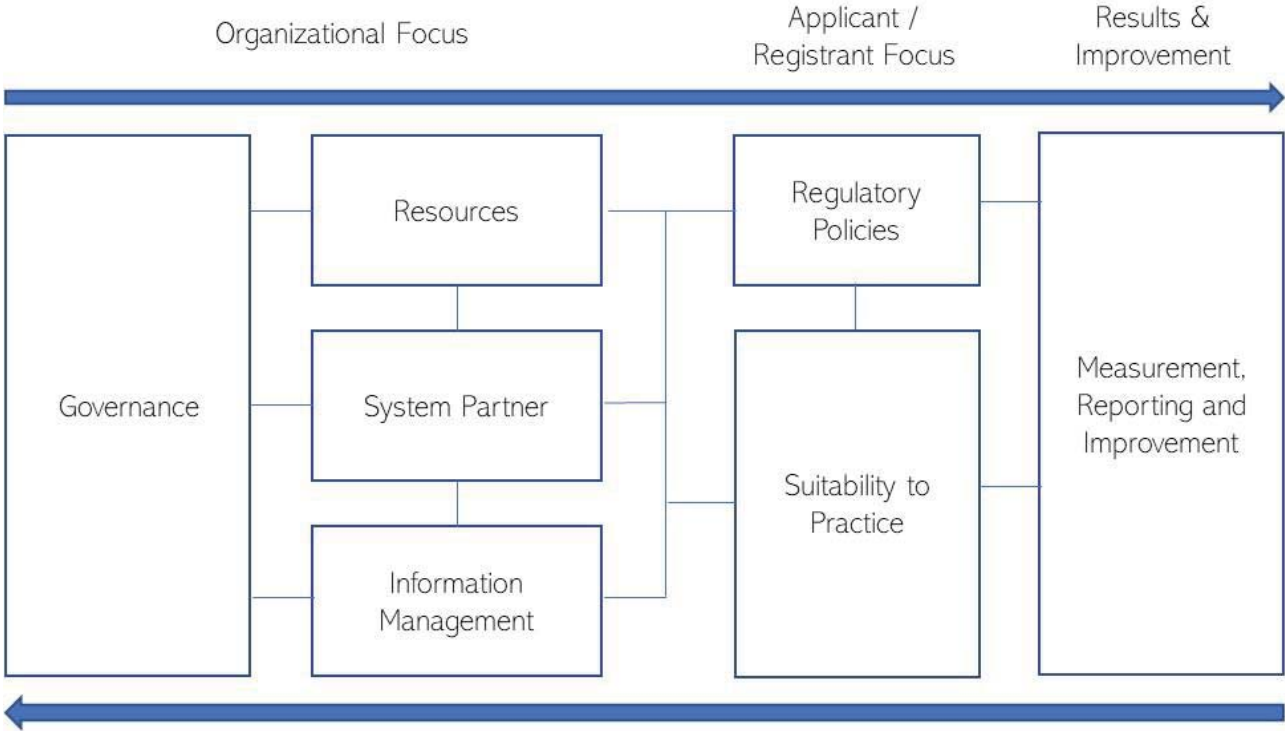 Organizational Focus
Applicant /
Registrant Focus
Results &
Improvement
Governance
Resources
System Partner
Information
Management
Regulatory
Policies
Suitability to
Practice
Measurement,
Reporting and
Improvement